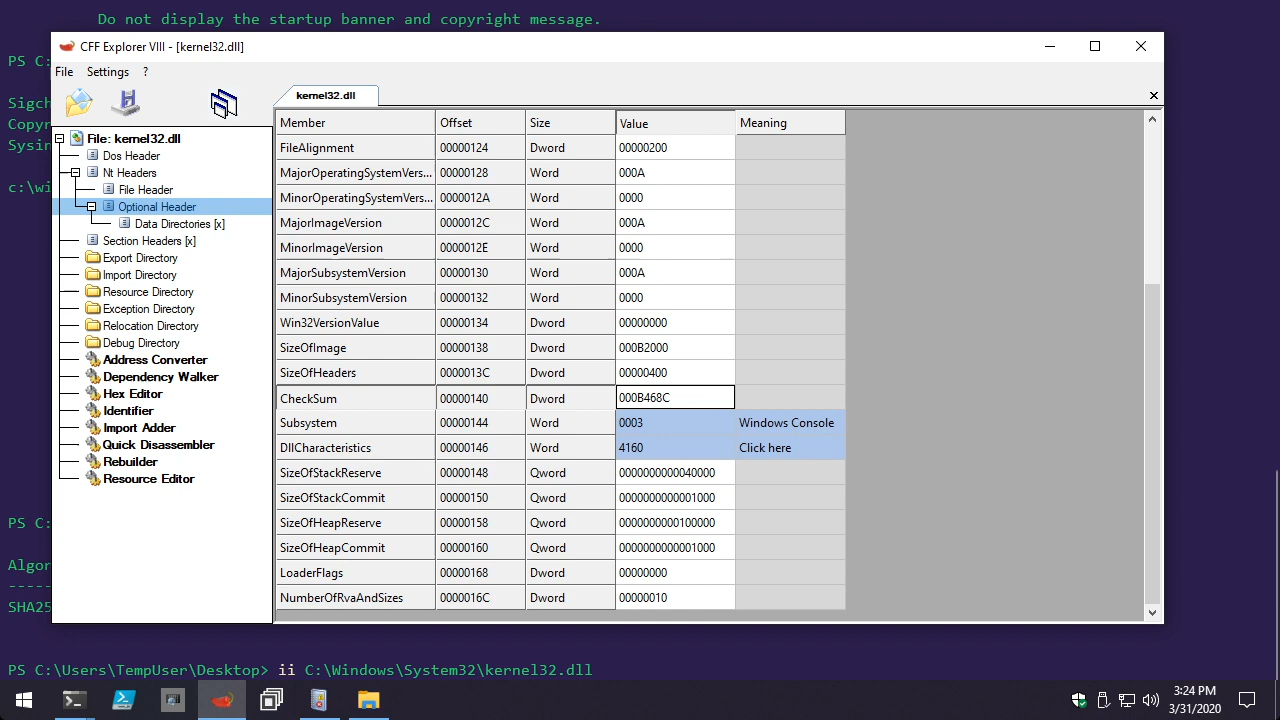 Do not display the startup banner and copyright message.
PS C:
Sigch
Copyr
Sysin
c:\wi
PS C:
Algor
-----
SHA25
PS C:\Users\TempUser\Desktop> ii C:\Windows\System32\kernel32.dll
CFF Explorer VIII - [kernel32.dll]
File Settings ?
kernel32.dll
File: kernel32.dll
Dos Header
Nt Headers
File Header
Optional Header
Data Directories [x]
Section Headers [x]
Export Directory
Import Directory
Resource Directory
Exception Directory
Relocation Directory
Debug Directory
Address Converter
Dependency Walker
Hex Editor
Identifier
Import Adder
Quick Disassembler
Rebuilder
Resource Editor
Member Offset Size Value Meaning
FileAlignment 00000124 Dword 00000200
MajorOperatingSystemVers... 00000128 Word 000A
MinorOperatingSystemVers... 0000012A Word 0000
MajorImageVersion 0000012C Word 000A
MinorImageVersion 0000012E Word 0000
MajorSubsystemVersion 00000130 Word 000A
MinorSubsystemVersion 00000132 Word 0000
Win32VersionValue 00000134 Dword 00000000
SizeOfImage 00000138 Dword 000B2000
SizeOfHeaders 0000013C Dword 00000400
CheckSum 00000140 Dword 000B468C
Subsystem 00000144 Word 0003 Windows Console
DllCharacteristics 00000146 Word 4160 Click here
SizeOfStackReserve 00000148 Qword 0000000000040000
SizeOfStackCommit 00000150 Qword 0000000000001000
SizeOfHeapReserve 00000158 Qword 0000000000100000
SizeOfHeapCommit 00000160 Qword 0000000000001000
LoaderFlags 00000168 Dword 00000000
NumberOfRvaAndSizes 0000016C Dword 00000010
3:24 PM
3/31/2020